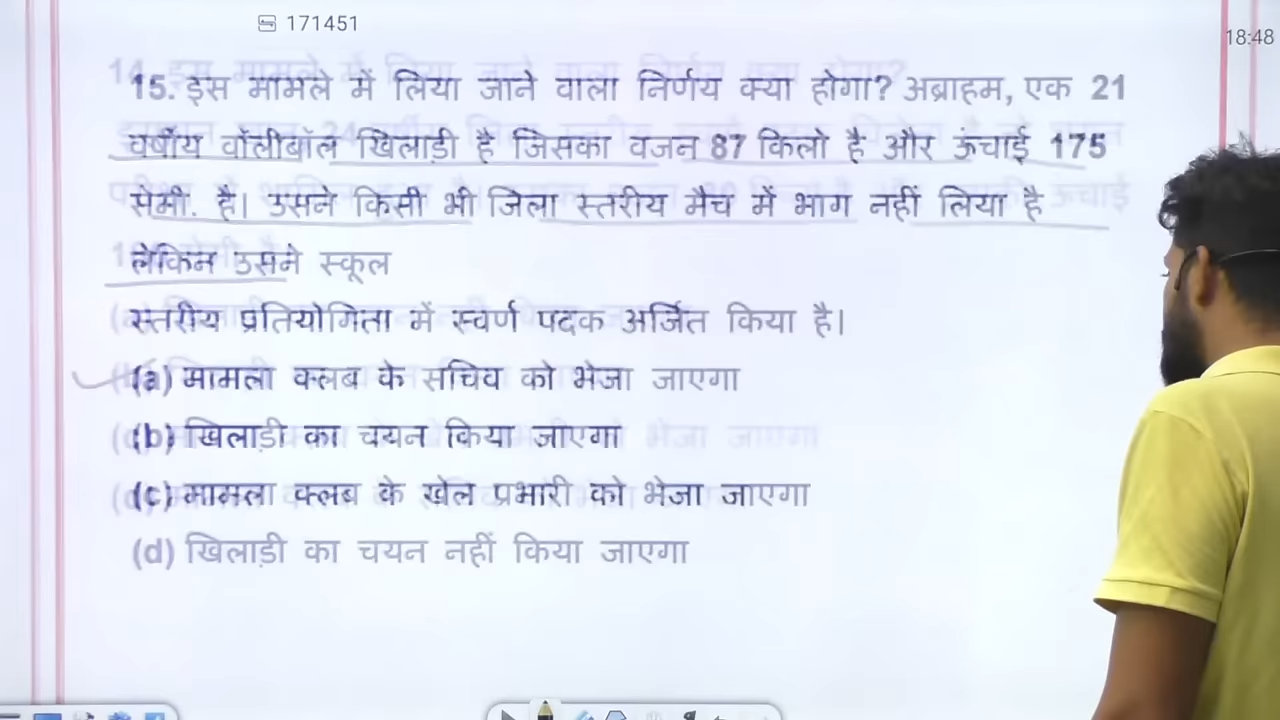 171451
18:48
15. इस मामले में लिया जाने वाला निर्णय क्या होगा? अब्राहम, एक 21
वर्षीय वॉलीबॉल खिलाड़ी है जिसका वजन 87 किलो है और ऊंचाई 175
सेमी. है। उसने किसी भी जिला स्तरीय मैच में भाग नहीं लिया है
लेकिन उसने स्कूल
स्तरीय प्रतियोगिता में स्वर्ण पदक अर्जित किया है।
(a) मामला क्लब के सचिव को भेजा जाएगा
(b) खिलाड़ी का चयन किया जाएगा
(c) मामला क्लब के खेल प्रभारी को भेजा जाएगा
(d) खिलाड़ी का चयन नहीं किया जाएगा